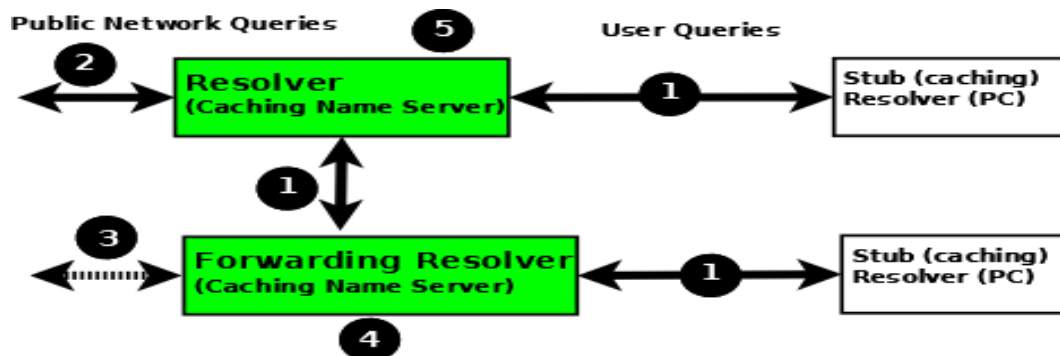 Public Network Queries
5
User Queries
2
Resolver
(Caching Name Server)
1
Stub (caching)
Resolver (PC)
1
3
Forwarding Resolver
(Caching Name Server)
1
Stub (caching)
Resolver (PC)
4